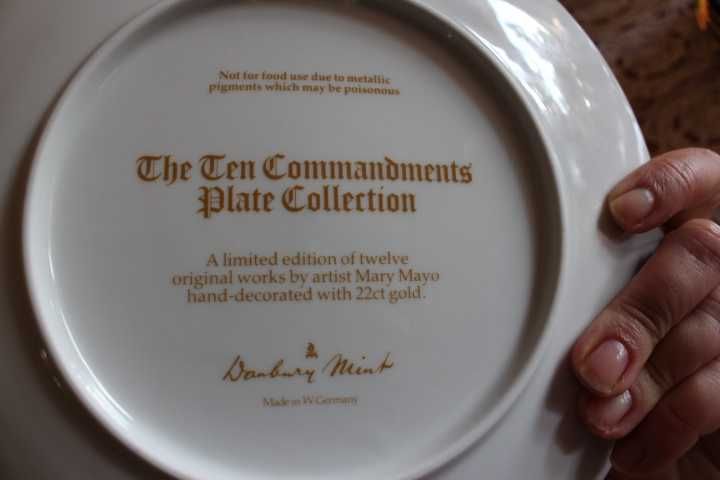 Not for food use due to metallic
pigments which may be poisonous
The Ten Commandments
Plate Collection
A limited edition of twelve
original works by artist Mary Mayo
hand-decorated with 22ct gold.
Danbury Mint
Made in W. Germany